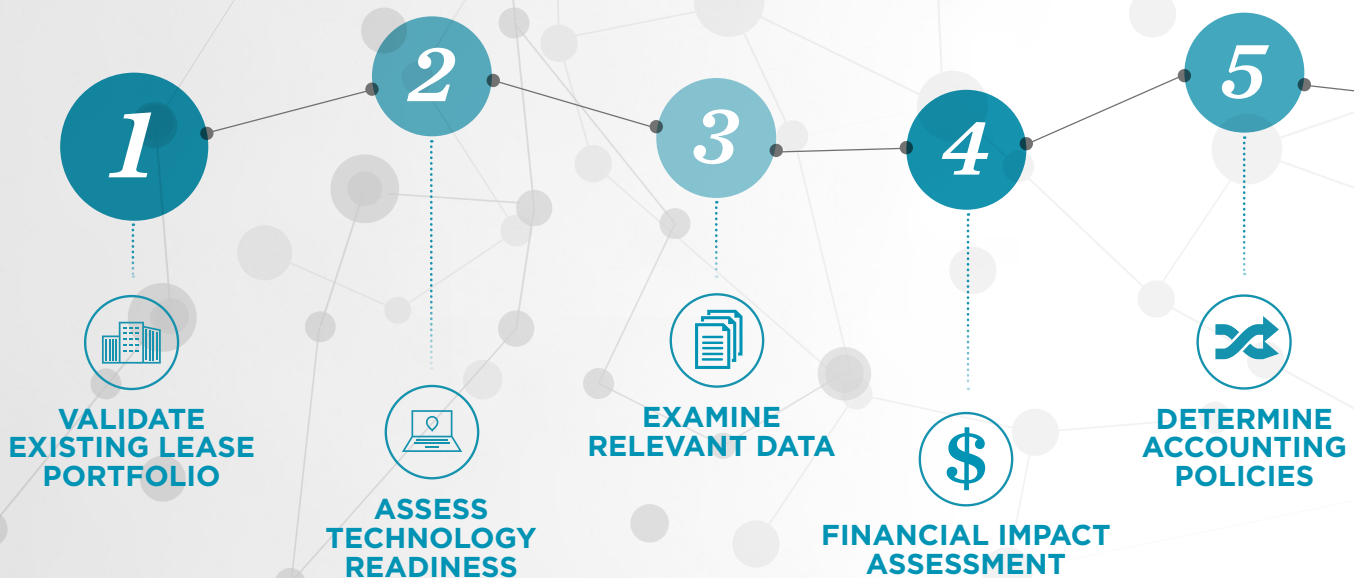 1
VALIDATE
EXISTING LEASE
PORTFOLIO
2
ASSESS
TECHNOLOGY
READINESS
3
EXAMINE
RELEVANT DATA
4
$
FINANCIAL IMPACT
ASSESSMENT
5
DETERMINE
ACCOUNTING
POLICIES